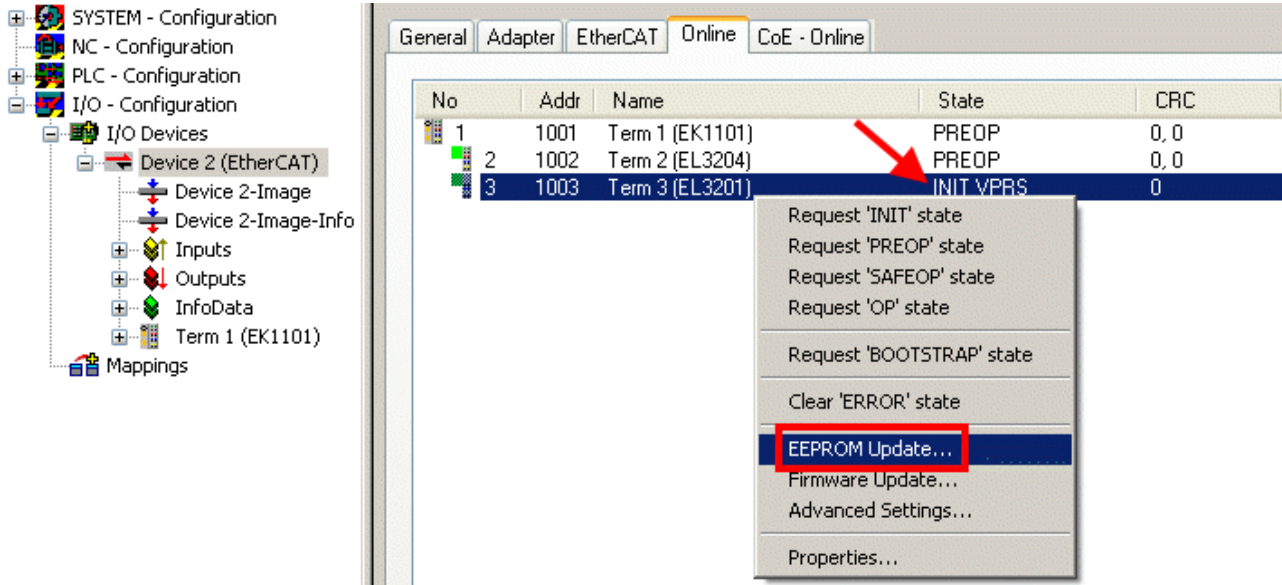 SYSTEM - Configuration
NC - Configuration
PLC - Configuration
I/O - Configuration
I/O Devices
Device 2 (EtherCAT)
Device 2-Image
Device 2-Image-Info
Inputs
Outputs
InfoData
Term 1 (EK1101)
Mappings
General Adapter EtherCAT Online CoE - Online
No Addr Name State CRC
1 1001 Term 1 (EK1101) PREOP 0, 0
2 1002 Term 2 (EL3204) PREOP 0, 0
3 1003 Term 3 (EL3201) INIT VPRS 0
Request 'INIT' state
Request 'PREOP' state
Request 'SAFEOP' state
Request 'OP' state
Request 'BOOTSTRAP' state
Clear 'ERROR' state
EEPROM Update...
Firmware Update...
Advanced Settings...
Properties...